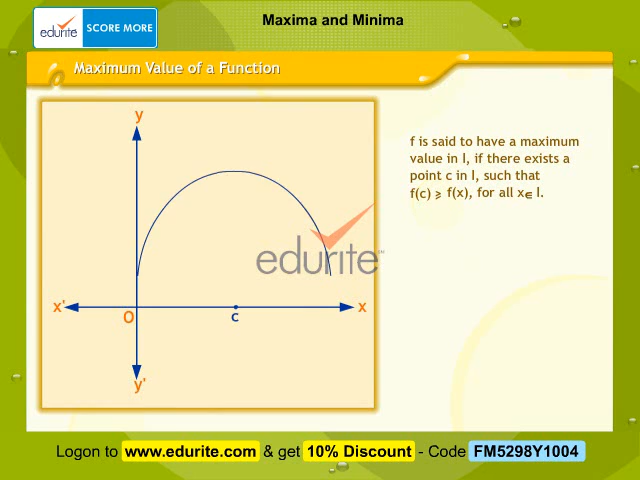 Maxima and Minima
edurite
SCORE MORE
Maximum Value of a Function
y
f is said to have a maximum
value in I, if there exists a
point c in I, such that
f(c) ⩾ f(x), for all x∈ I.
edurite™
x'
x
O
c
y'
Logon to www.edurite.com & get 10% Discount - Code FM5298Y1004